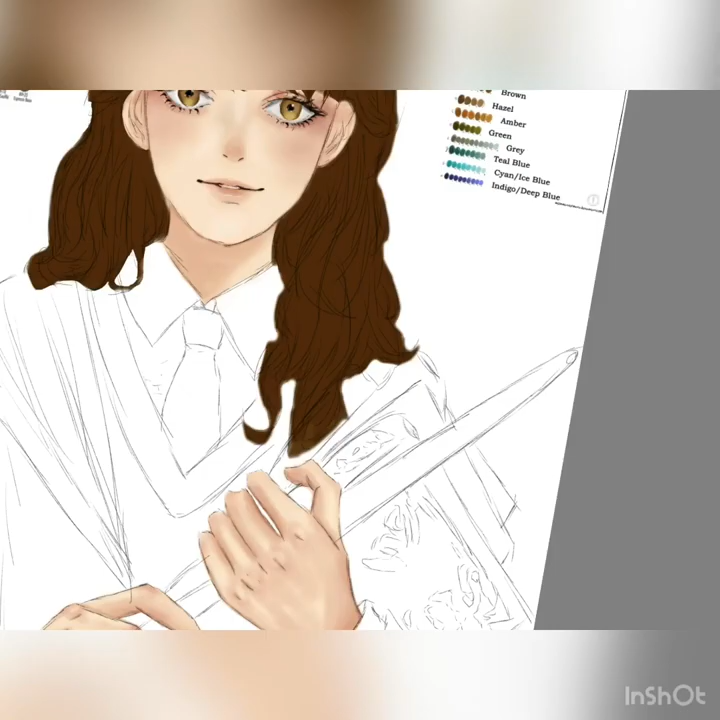 Brown
Hazel
Amber
Green
Grey
Teal Blue
Cyan/Ice Blue
Indigo/Deep Blue
InShOt